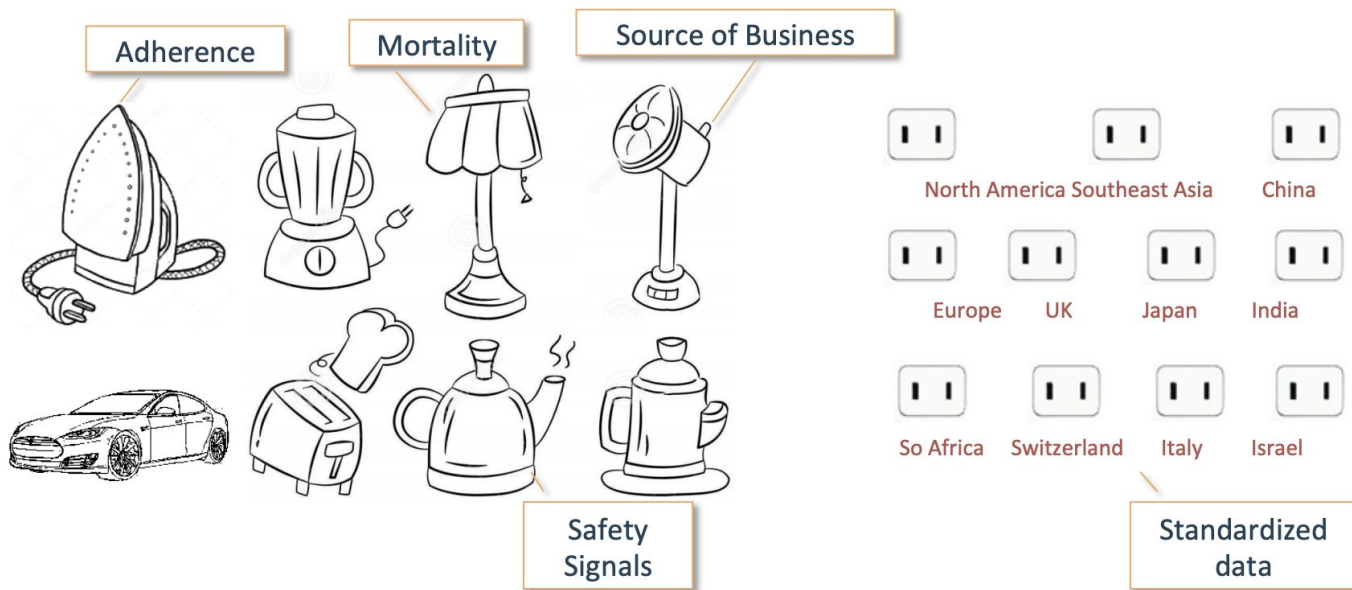 Adherence
Mortality
Source of Business
North America Southeast Asia China
Europe UK Japan India
So Africa Switzerland Italy Israel
Safety
Signals
Standardized
data